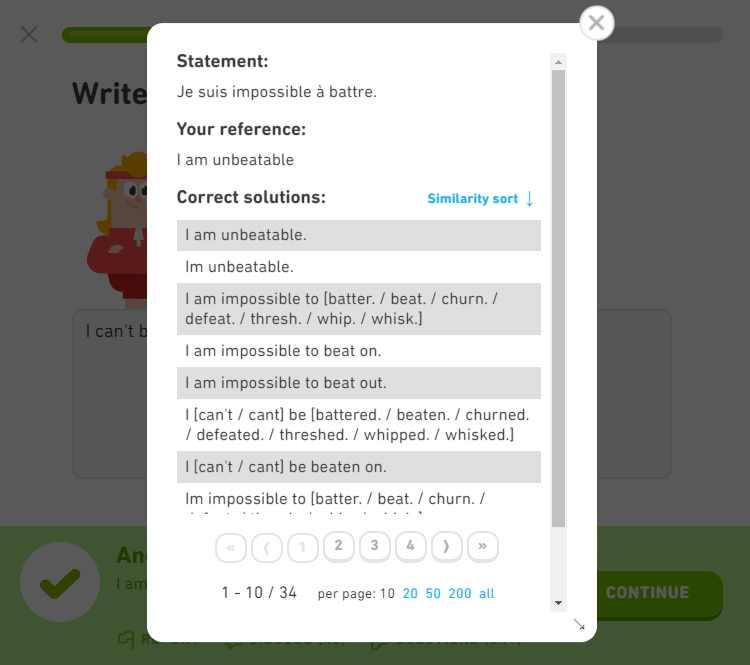 Write
Statement:
Je suis impossible à battre.
Your reference:
I am unbeatable
Correct solutions:
Similarity sort ↓
I am unbeatable.
Im unbeatable.
I am impossible to [batter. / beat. / churn. /
defeat. / thresh. / whip. / whisk.]
I am impossible to beat on.
I am impossible to beat out.
I can't b
I [can't / cant] be [battered. / beaten. / churned.
/ defeated. / threshed. / whipped. / whisked.]
I [can't / cant] be beaten on.
Im impossible to [batter. / beat. / churn. /
« ⟨ 1 2 3 4 ⟩ »
I am
1 - 10 / 34 per page: 10 20 50 200 all
CONTINUE